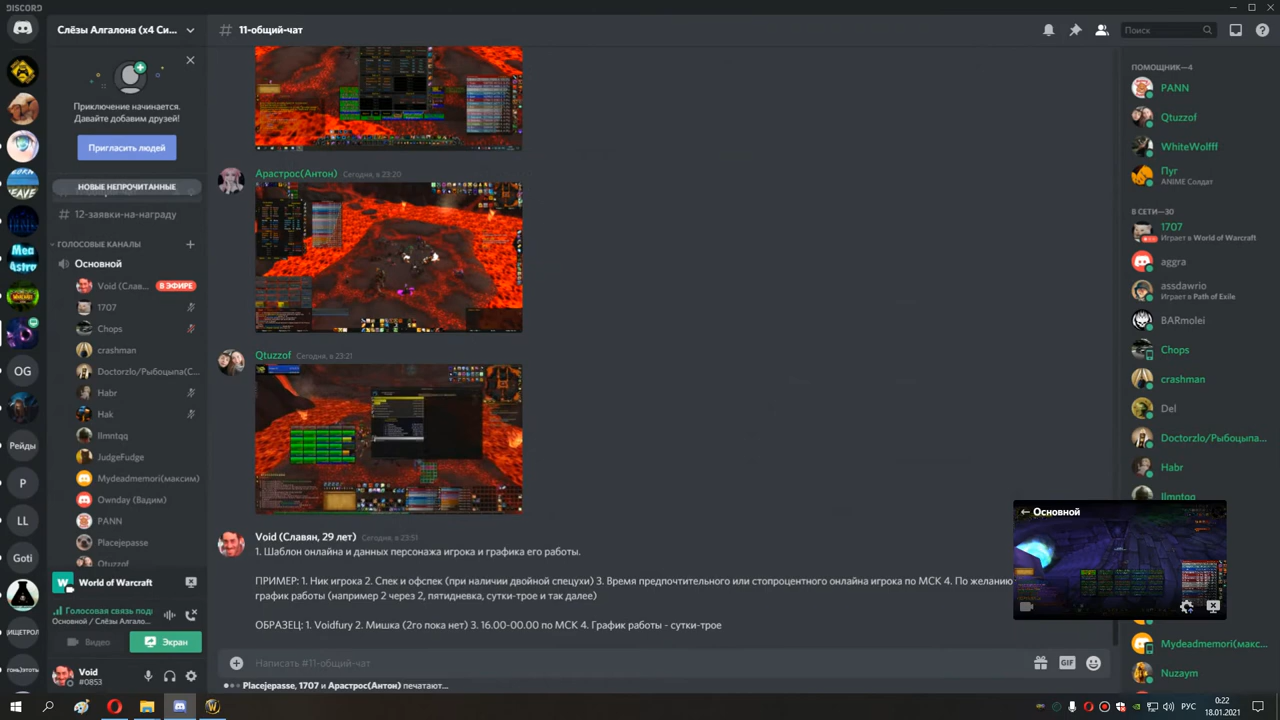 DISCORD
Слёзы Алгалона (x4 Си...
Приключение начинается.
Давайте добавим друзей!
Пригласить людей
НОВЫЕ НЕПРОЧИТАННЫЕ
# 12-заявки-на-награду
ГОЛОСОВЫЕ КАНАЛЫ
Основной
Void (Слав...
В ЭФИРЕ
1707
Chops
crashman
Doctorzlo/Рыбоцыпа(С...
Habr
Hak
Ilmntqq
JudgeFudge
Mydeadmemori(максим)
Ownday (Вадим)
PANN
Placejepasse
Qtuzzof
World of Warcraft
Голосовая связь под
Основной / Слёзы Алгало...
Видео
Экран
Void
#0853
Mea
Astro
OG
Рейды
P
LL
Goti
# 11-общий-чат
Арастрос(Антон) Сегодня, в 23:20
Qtuzzof Сегодня, в 23:21
Void (Славян, 29 лет) Сегодня, в 23:51
1. Шаблон онлайна и данных персонажа игрока и графика его работы.
ПРИМЕР: 1. Ник игрока 2. Спек и офспек (при наличии двойной спецухи) 3. Время предпочтительного или стопроцентного онлайна игрока по МСК 4. По желанию
график работы (например 2 через 2, пятидневка, сутки-трое и так далее)
ОБРАЗЕЦ: 1. Voidfury 2. Мишка (2го пока нет) 3. 16.00-00.00 по МСК 4. График работы - сутки-трое
Написать #11-общий-чат
GIF
Placejepasse, 1707 и Арастрос(Антон) печатают...
Поиск
ПОМОЩНИК—4
PANN
Qtuzzof
WhiteWolfff
Пуг
ANIME Солдат
В СЕТИ—30
1707
Играет в World of Warcraft
aggra
assdawrio
Играет в Path of Exile
BARmolei
Chops
crashman
Del
Doctorzlo/Рыбоцыпа...
Habr
Ilmntqq
Основной
Mydeadmemori(макс...
Nuzaym
РУС
0:22
18.01.2021